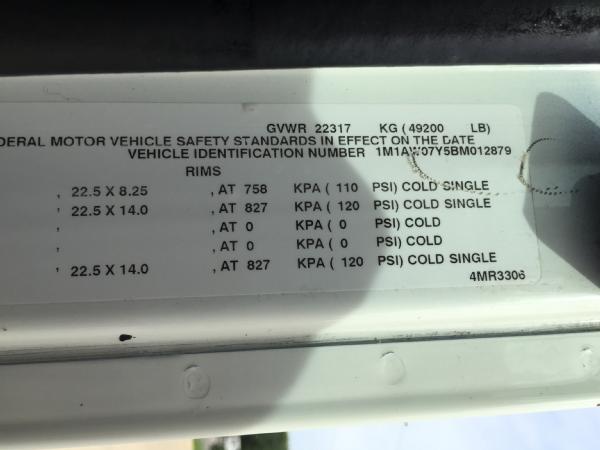 GVWR 22317 KG ( 49200 LB)
DERAL MOTOR VEHICLE SAFETY STANDARDS IN EFFECT ON THE DATE
VEHICLE IDENTIFICATION NUMBER 1M1AW07Y5BM012879
RIMS
, 22.5 X 8.25 , AT 758 KPA ( 110 PSI) COLD SINGLE
, 22.5 X 14.0 , AT 827 KPA ( 120 PSI) COLD SINGLE
, , AT 0 KPA ( 0 PSI) COLD
, , AT 0 KPA ( 0 PSI) COLD
, 22.5 X 14.0 , AT 827 KPA ( 120 PSI) COLD SINGLE
4MR3306